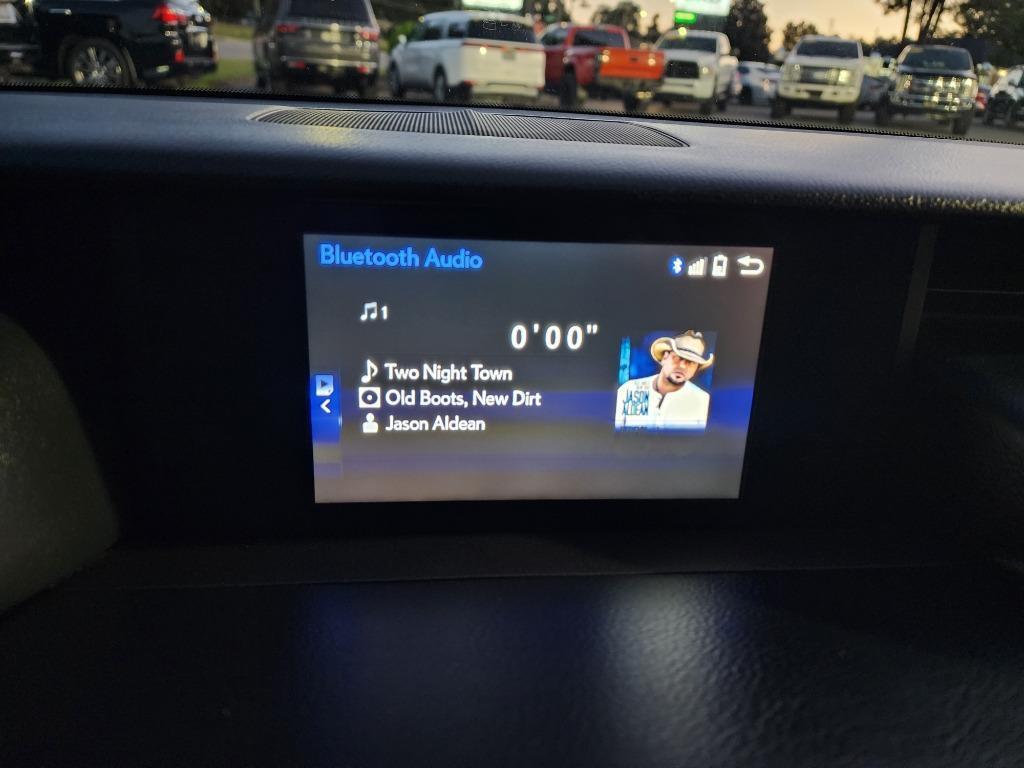 Bluetooth Audio
1
0'00"
Two Night Town
Old Boots, New Dirt
Jason Aldean
JASON
ALDEAN